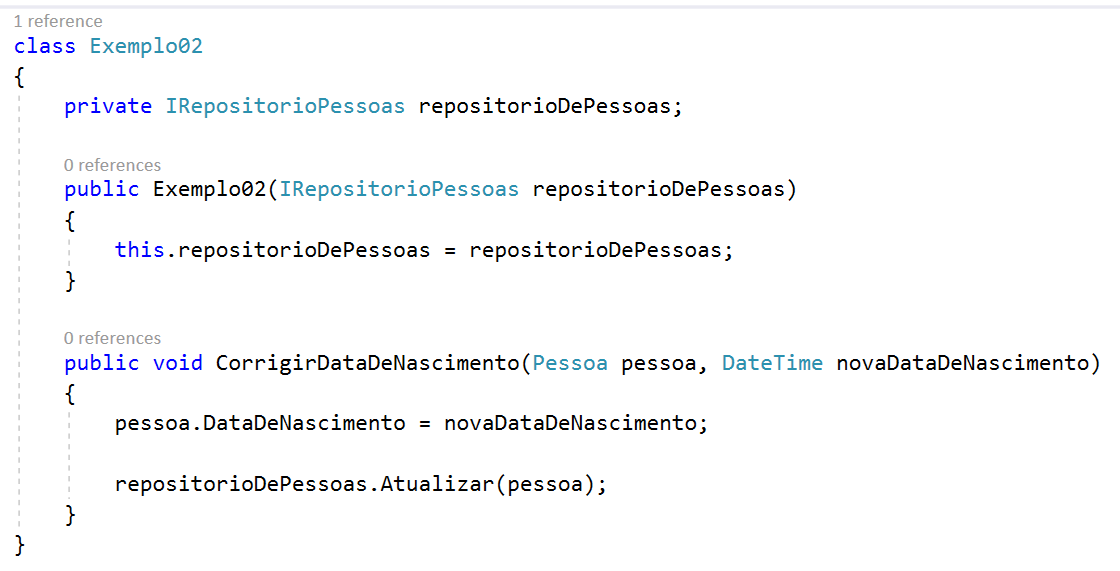 1 reference
class Exemplo02
{
private IRepositorioPessoas repositorioDePessoas;
0 references
public Exemplo02(IRepositorioPessoas repositorioDePessoas)
{
this.repositorioDePessoas = repositorioDePessoas;
}
0 references
public void CorrigirDataDeNascimento(Pessoa pessoa, DateTime novaDataDeNascimento)
{
pessoa.DataDeNascimento = novaDataDeNascimento;
repositorioDePessoas.Atualizar(pessoa);
}
}